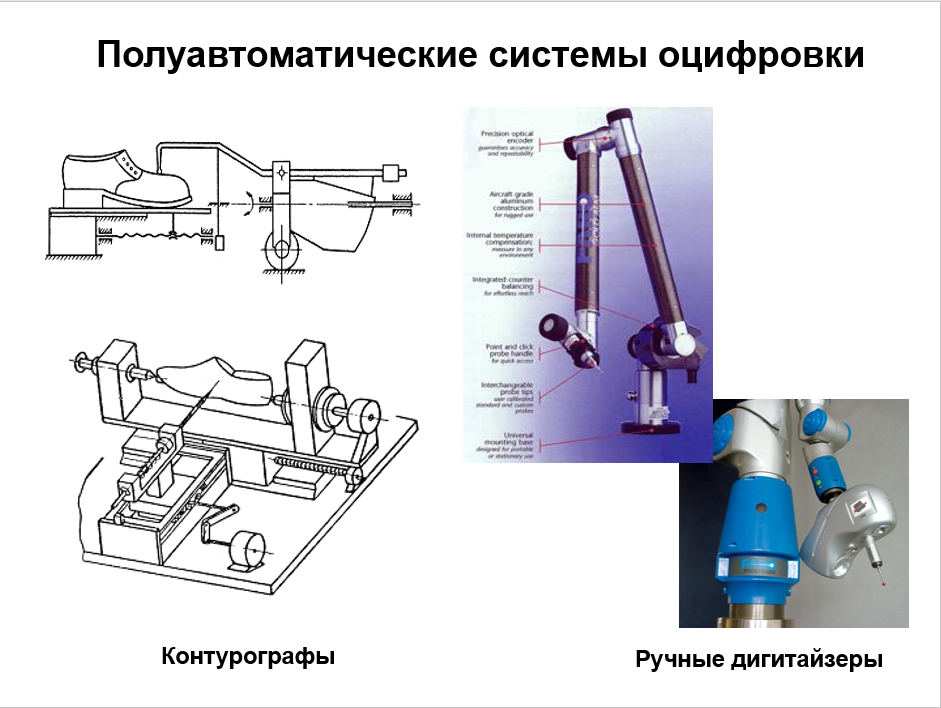 Полуавтоматические системы оцифровки
Precision optical
encoder
guarantees accuracy
and repeatability
Aircraft grade
aluminum
construction
for rugged use
Internal temperature
compensation;
measure in any
environment
Integrated counter
balancing
for effortless reach
Point and click
probe handle
for quick access
Interchangeable
probe tips
user calibrated
standard and custom
probes
Universal
mounting base
designed for portable
or stationary use
Контурографы
Ручные дигитайзеры